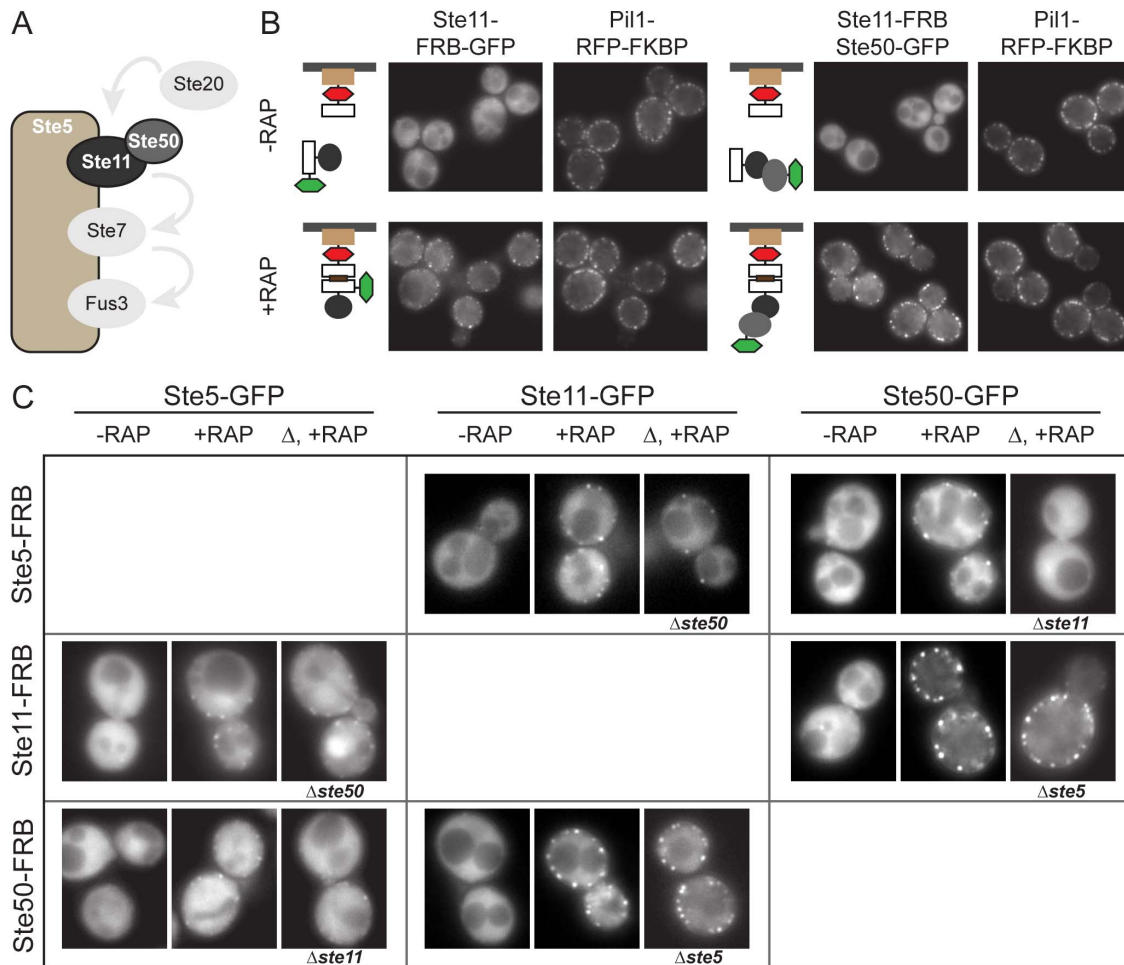 A
Ste20
Ste5
Ste50
Ste11
Ste7
Fus3
B
Ste11-
FRB-GFP
Pil1-
RFP-FKBP
Ste11-FRB
Ste50-GFP
Pil1-
RFP-FKBP
-RAP
+RAP
C
Ste5-GFP
Ste11-GFP
Ste50-GFP
-RAP +RAP Δ, +RAP
-RAP +RAP Δ, +RAP
-RAP +RAP Δ, +RAP
Ste5-FRB
Δste50
Δste11
Ste11-FRB
Δste50
Δste5
Ste50-FRB
Δste11
Δste5